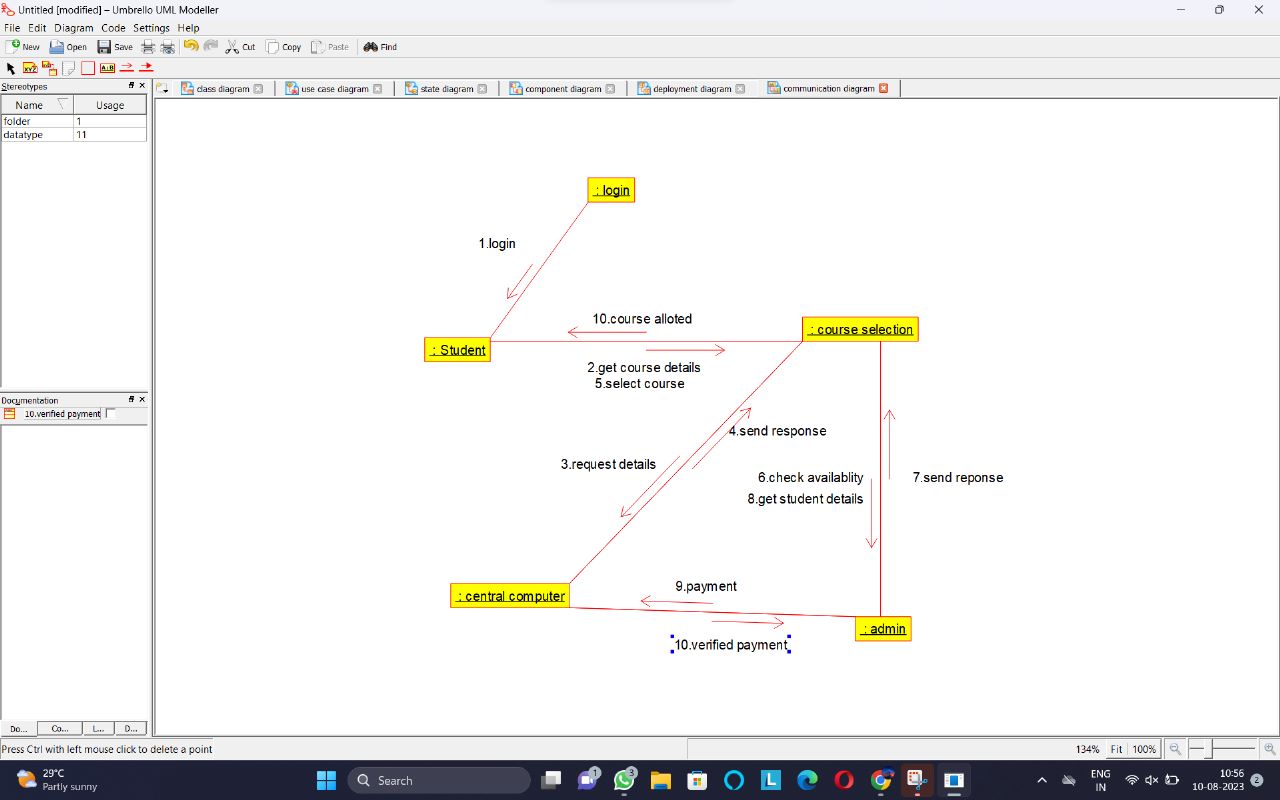 Untitled [modified] – Umbrello UML Modeller
File Edit Diagram Code Settings Help
New Open Save Cut Copy Paste Find
XYZ
A:B
Stereotypes
class diagram use case diagram state diagram component diagram deployment diagram communication diagram
Name Usage
folder 1
datatype 11
: login
1.login
10.course alloted
: course selection
: Student
2.get course details
5.select course
Documentation
10.verified payment
4.send response
3.request details
6.check availablity
7.send reponse
8.get student details
9.payment
: central computer
: admin
10.verified payment
Do... Co... L... D...
Press Ctrl with left mouse click to delete a point
134% Fit 100%
29°C
Partly sunny
Search
1
3
L
ENG
IN
10:56
10-08-2023
2